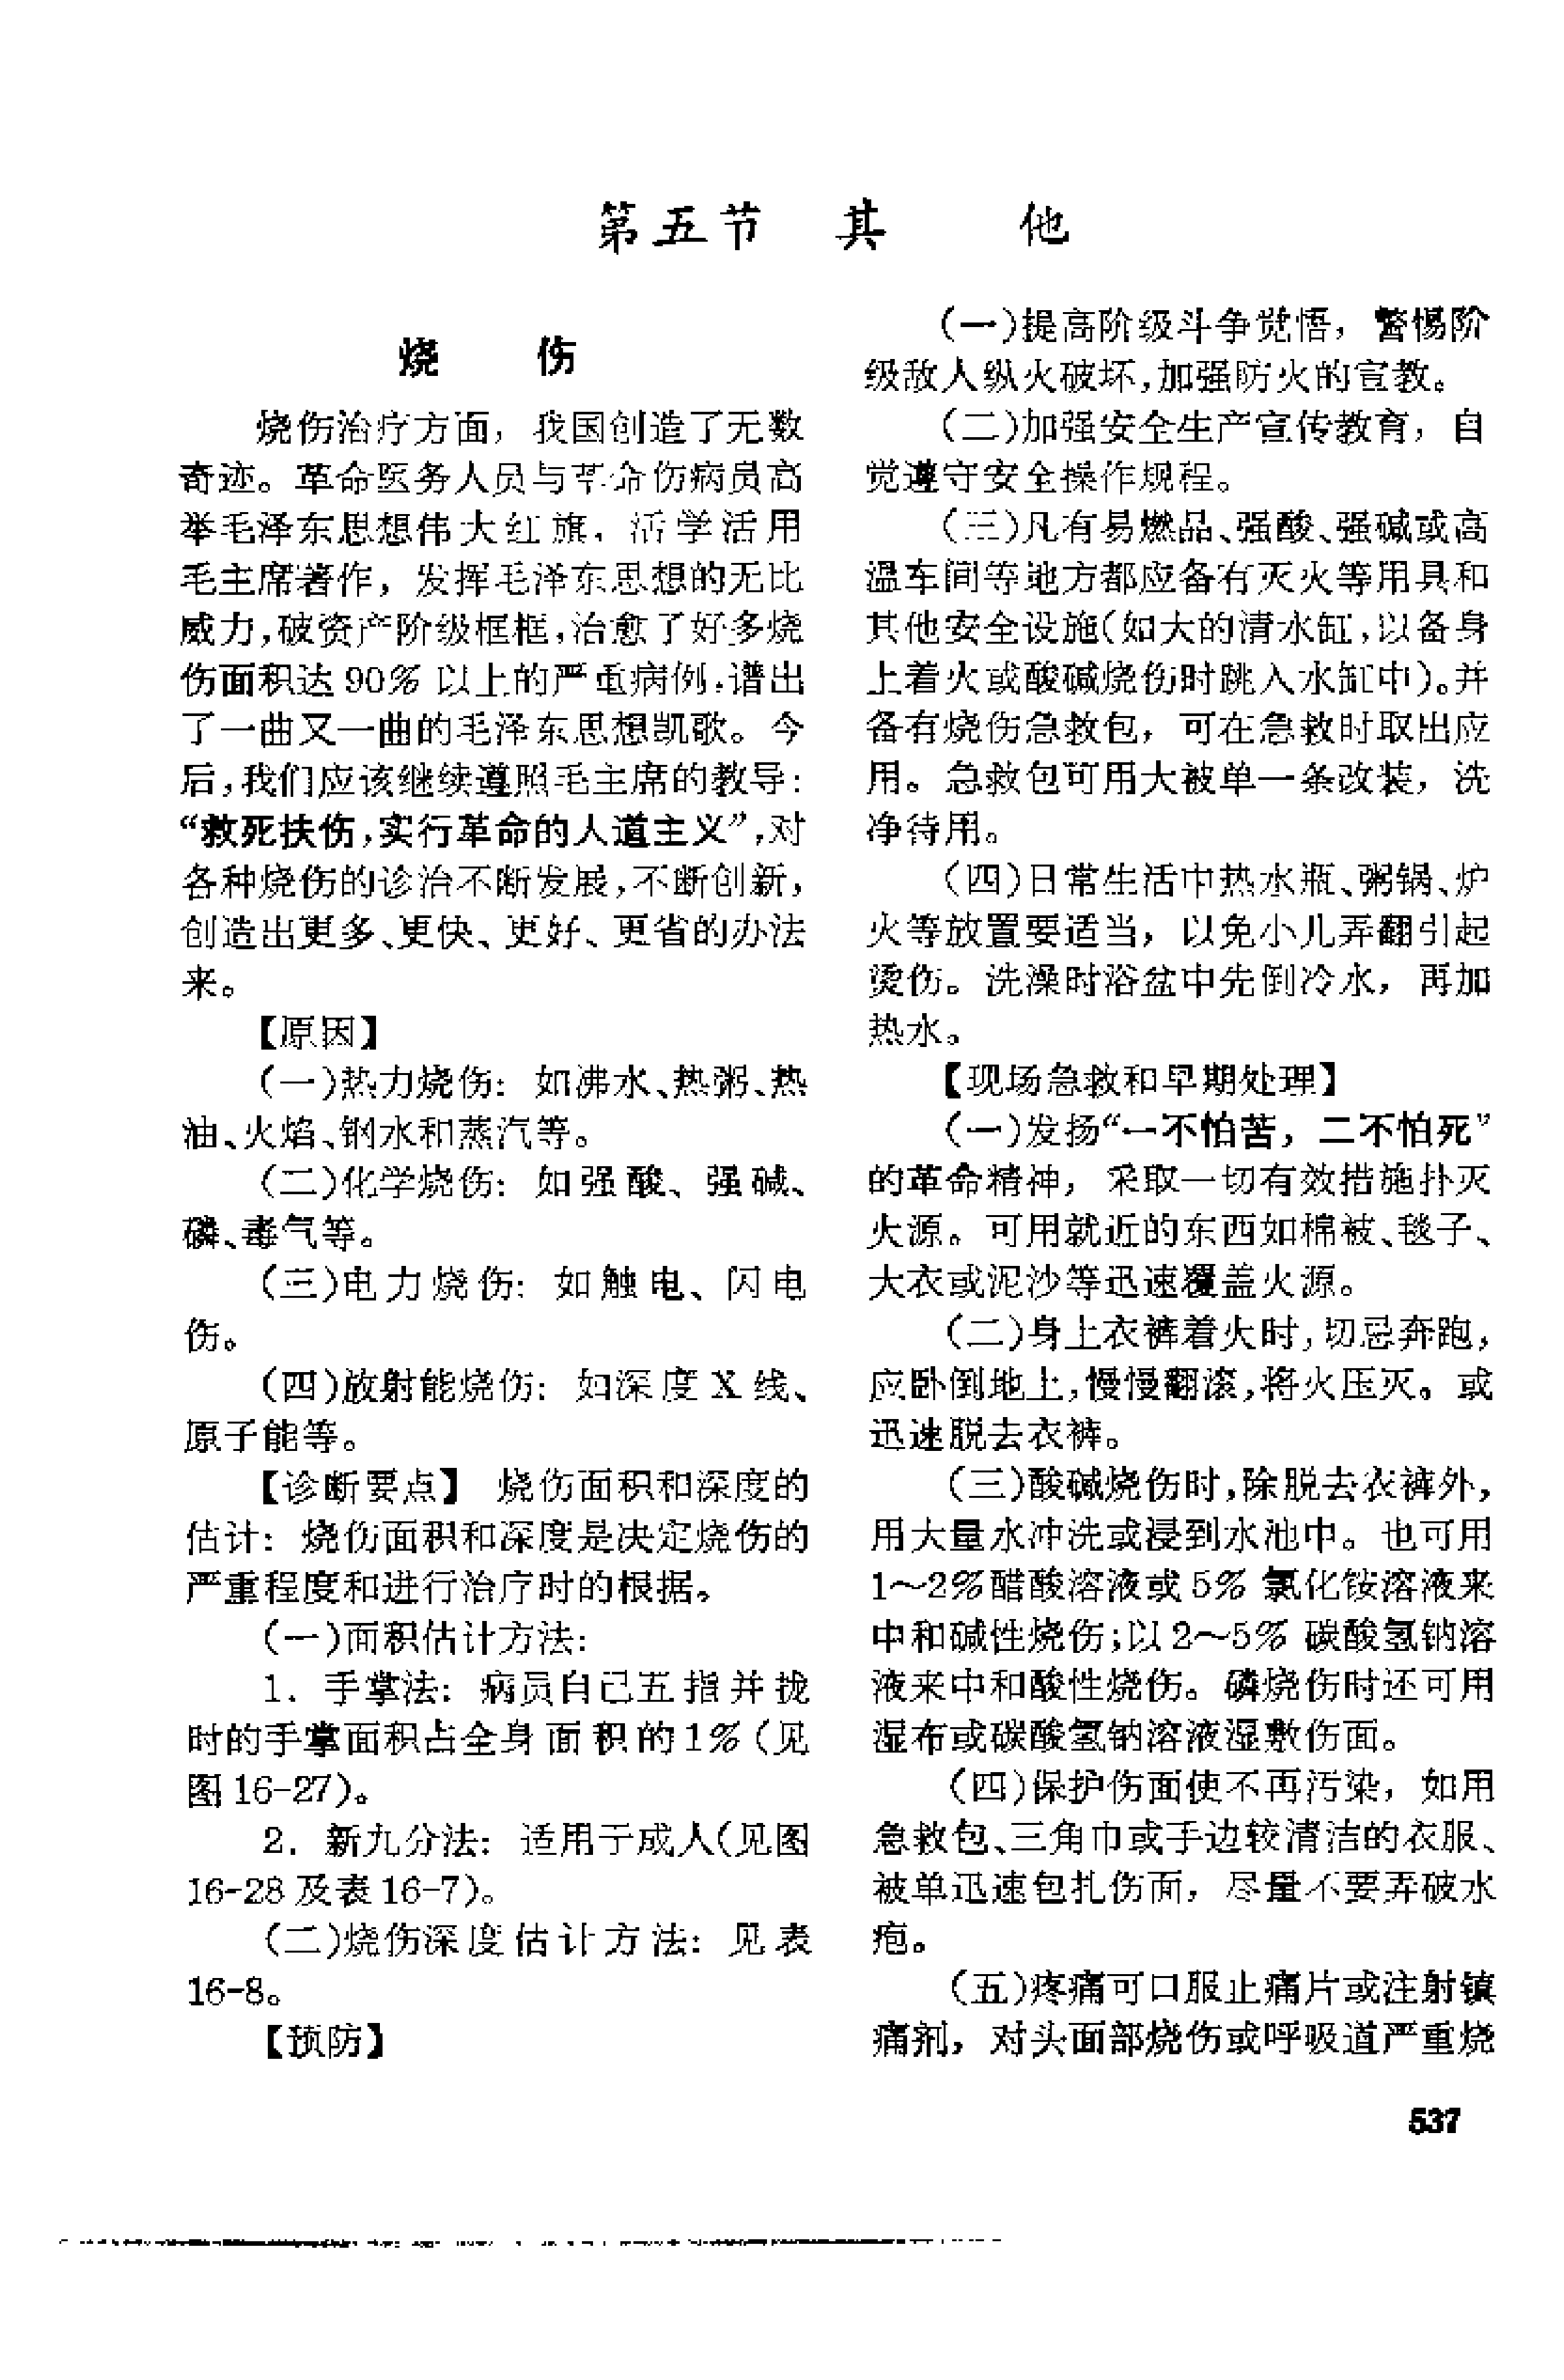 第五节 其 他
烧 伤
烧伤治疗方面，我国创造了无数
奇迹。革命医务人员与革命伤病员高
举毛泽东思想伟大红旗，活学活用
毛主席著作，发挥毛泽东思想的无比
威力，破资产阶级框框，治愈了好多烧
伤面积达90％以上的严重病例，谱出
了一曲又一曲的毛泽东思想凯歌。今
后，我们应该继续遵照毛主席的教导：
“救死扶伤，实行革命的人道主义”，对
各种烧伤的诊治不断发展，不断创新，
创造出更多、更快、更好、更省的办法
来。
【原因】
（一）热力烧伤：如沸水、热粥、热
油、火焰、钢水和蒸汽等。
（二）化学烧伤：如强酸、强碱、
磷、毒气等。
（三）电力烧伤：如触电、闪电
伤。
（四）放射能烧伤：如深度X线、
原子能等。
【诊断要点】 烧伤面积和深度的
估计：烧伤面积和深度是决定烧伤的
严重程度和进行治疗时的根据。
（一）面积估计方法：
1．手掌法：病员自己五指并拢
时的手掌面积占全身面积的1％（见
图16-27）。
2．新九分法：适用于成人（见图
16-28及表16-7）。
（二）烧伤深度估计方法：见表
16-8。
【预防】
（一）提高阶级斗争觉悟，警惕阶
级敌人纵火破坏，加强防火的宣教。
（二）加强安全生产宣传教育，自
觉遵守安全操作规程。
（三）凡有易燃品、强酸、强碱或高
温车间等地方都应备有灭火等用具和
其他安全设施（如大的清水缸，以备身
上着火或酸碱烧伤时跳入水缸中）。并
备有烧伤急救包，可在急救时取出应
用。急救包可用大被单一条改装，洗
净待用。
（四）日常生活中热水瓶、粥锅、炉
火等放置要适当，以免小儿弄翻引起
烫伤。洗澡时浴盆中先倒冷水，再加
热水。
【现场急救和早期处理】
（一）发扬“一不怕苦，二不怕死”
的革命精神，采取一切有效措施扑灭
火源。可用就近的东西如棉被、毯子、
大衣或泥沙等迅速覆盖火源。
（二）身上衣裤着火时，切忌奔跑，
应卧倒地上，慢慢翻滚，将火压灭。或
迅速脱去衣裤。
（三）酸碱烧伤时，除脱去衣裤外，
用大量水冲洗或浸到水池中。也可用
1～2％醋酸溶液或5％氯化铵溶液来
中和碱性烧伤；以2～5％碳酸氢钠溶
液来中和酸性烧伤。磷烧伤时还可用
湿布或碳酸氢钠溶液湿敷伤面。
（四）保护伤面使不再污染，如用
急救包、三角巾或手边较清洁的衣服、
被单迅速包扎伤面，尽量不要弄破水
疱。
（五）疼痛可口服止痛片或注射镇
痛剂，对头面部烧伤或呼吸道严重烧
537